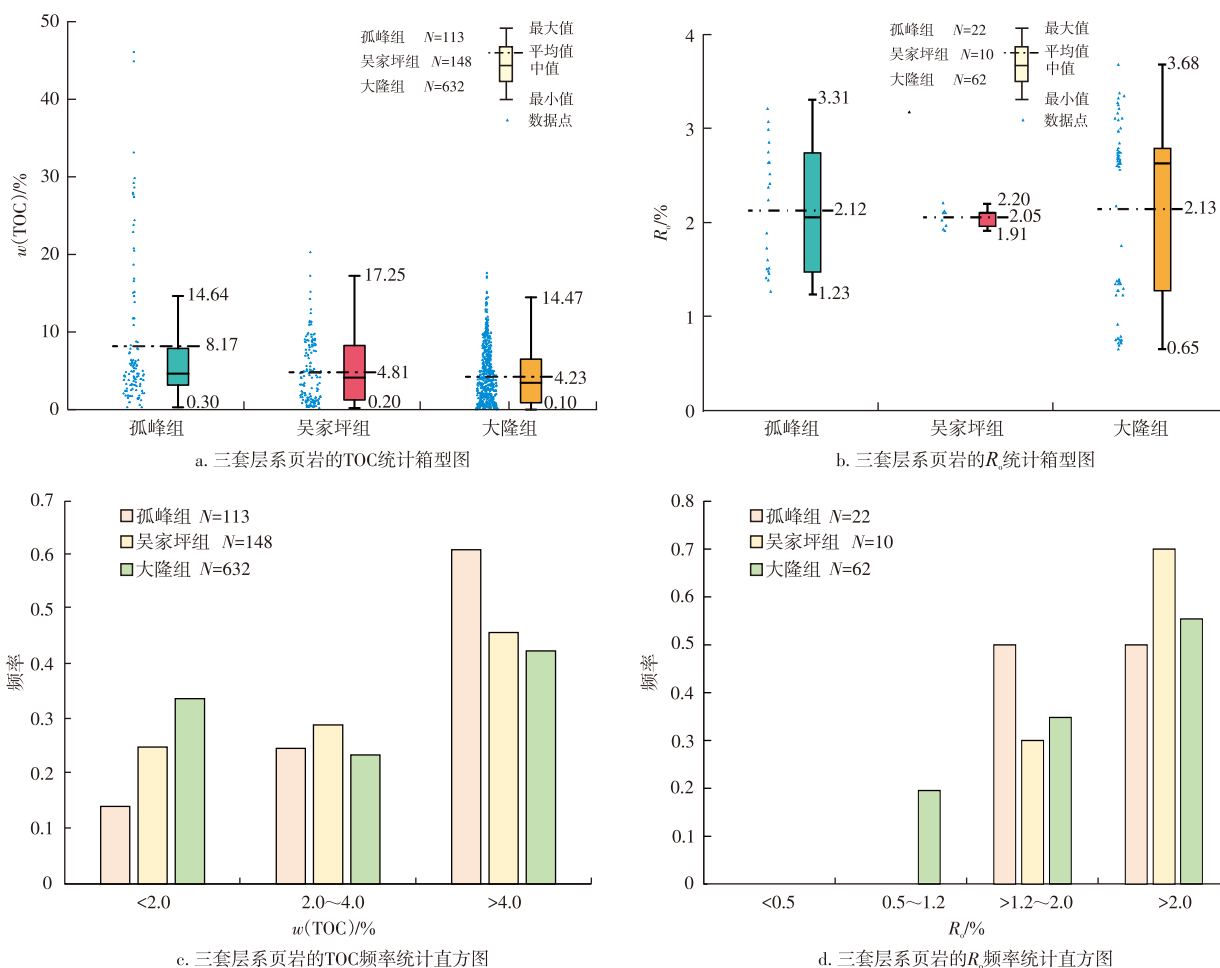 50
40
30
20
10
0
w(TOC)/%
孤峰组 N=113
吴家坪组 N=148
大隆组 N=632
最大值
平均值
中值
最小值
数据点
14.64
8.17
0.30
17.25
4.81
0.20
14.47
4.23
0.10
孤峰组 吴家坪组 大隆组
a. 三套层系页岩的TOC统计箱型图
4
3
2
1
0
Rₒ/%
孤峰组 N=22
吴家坪组 N=10
大隆组 N=62
最大值
平均值
中值
最小值
数据点
3.31
2.12
1.23
2.20
2.05
1.91
3.68
2.13
0.65
孤峰组 吴家坪组 大隆组
b. 三套层系页岩的Rₒ统计箱型图
0.7
0.6
0.5
0.4
0.3
0.2
0.1
0
频率
孤峰组 N=113
吴家坪组 N=148
大隆组 N=632
<2.0 2.0～4.0 >4.0
w(TOC)/%
c. 三套层系页岩的TOC频率统计直方图
0.8
0.7
0.6
0.5
0.4
0.3
0.2
0.1
0
频率
孤峰组 N=22
吴家坪组 N=10
大隆组 N=62
<0.5 0.5～1.2 >1.2～2.0 >2.0
Rₒ/%
d. 三套层系页岩的Rₒ频率统计直方图